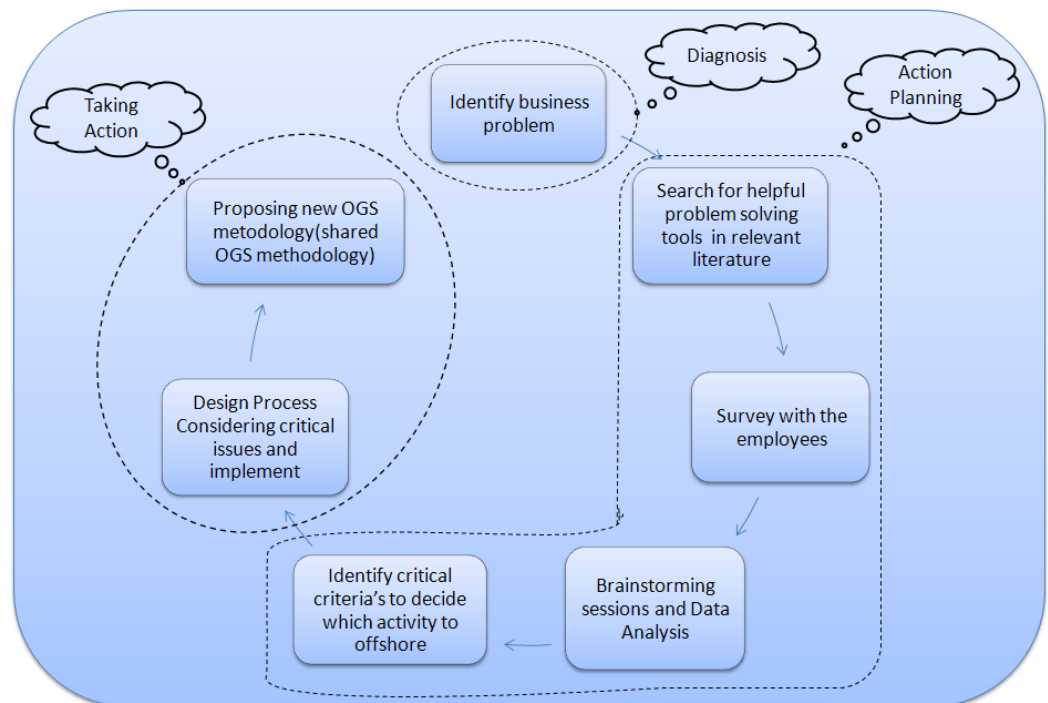 Diagnosis
Action
Planning
Taking
Action
Identify business
problem
Search for helpful
problem solving
tools in relevant
literature
Survey with the
employees
Brainstorming
sessions and Data
Analysis
Identify critical
criteria's to decide
which activity to
offshore
Design Process
Considering critical
issues and
implement
Proposing new OGS
metodology(shared
OGS methodology)